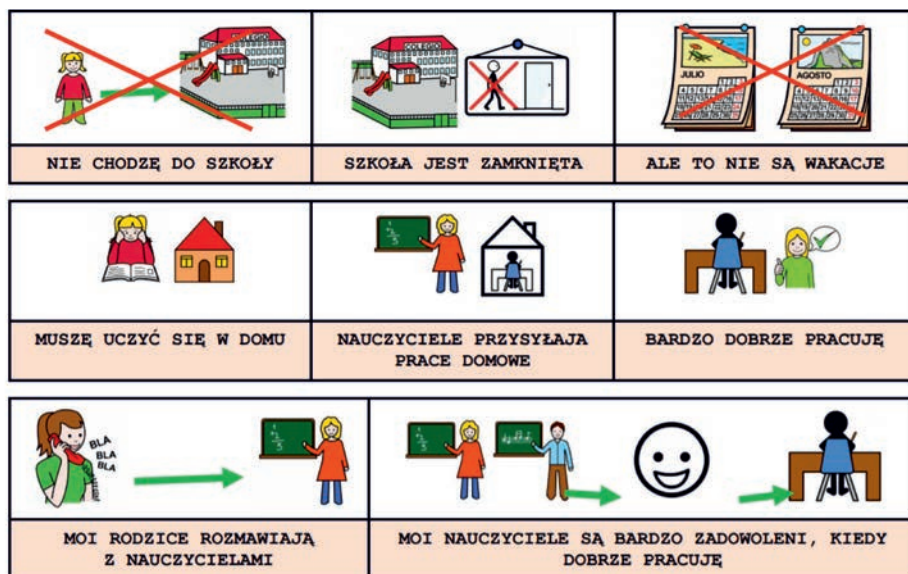 COLEGIO
COLEGIO
JULIO
AGOSTO
NIE CHODZĘ DO SZKOŁY
SZKOŁA JEST ZAMKNIĘTA
ALE TO NIE SĄ WAKACJE
MUSZĘ UCZYĆ SIĘ W DOMU
NAUCZYCIELE PRZYSYŁAJA
PRACE DOMOWE
BARDZO DOBRZE PRACUJĘ
BLA
BLA
BLA
MOI RODZICE ROZMAWIAJĄ
Z NAUCZYCIELAMI
MOI NAUCZYCIELE SĄ BARDZO ZADOWOLENI, KIEDY
DOBRZE PRACUJĘ